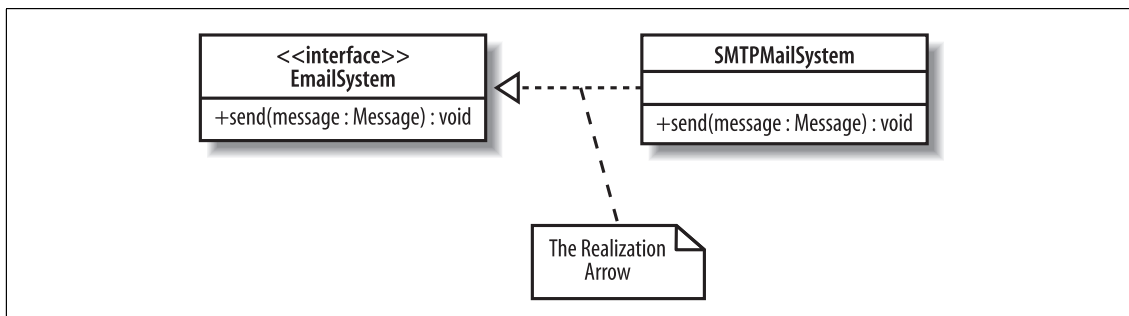 <<interface>>
EmailSystem
+send(message : Message) : void
SMTPMailSystem
+send(message : Message) : void
The Realization
Arrow